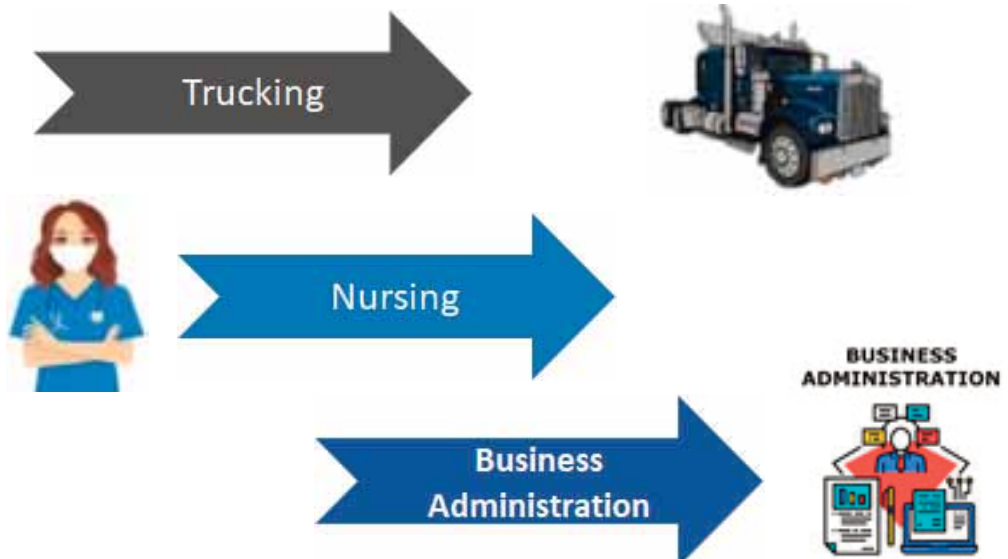 Trucking
Nursing
BUSINESS
ADMINISTRATION
Business
Administration